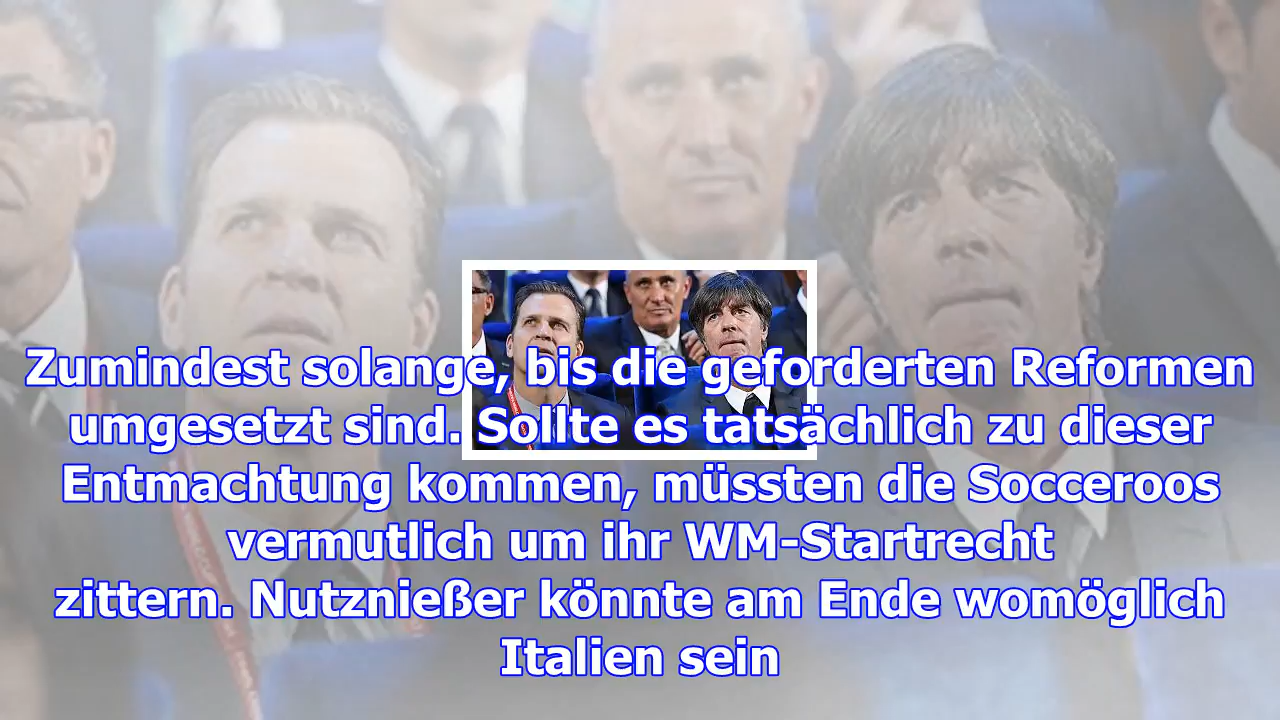 Zumindest solange, bis die geforderten Reformen
umgesetzt sind. Sollte es tatsächlich zu dieser
Entmachtung kommen, müssten die Socceroos
vermutlich um ihr WM-Startrecht
zittern. Nutznießer könnte am Ende womöglich
Italien sein